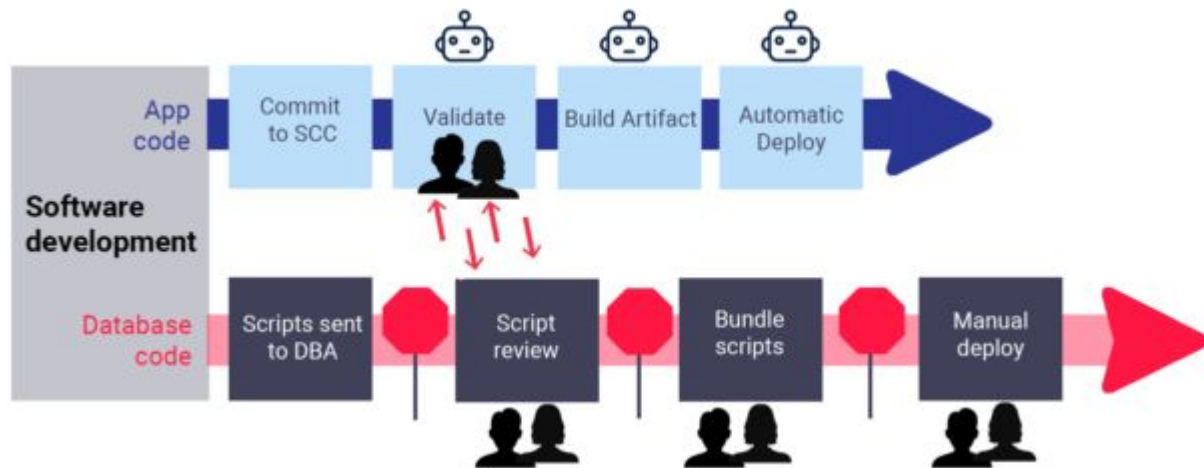 App
code
Commit
to SCC
Validate
Build Artifact
Automatic
Deploy
Software
development
Database
code
Scripts sent
to DBA
Script
review
Bundle
scripts
Manual
deploy